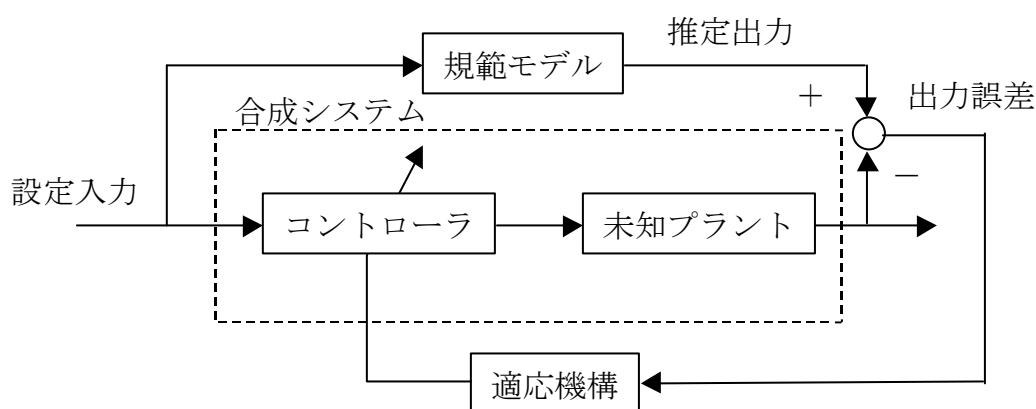 推定出力
規範モデル
＋
出力誤差
合成システム
設定入力
－
コントローラ
未知プラント
適応機構